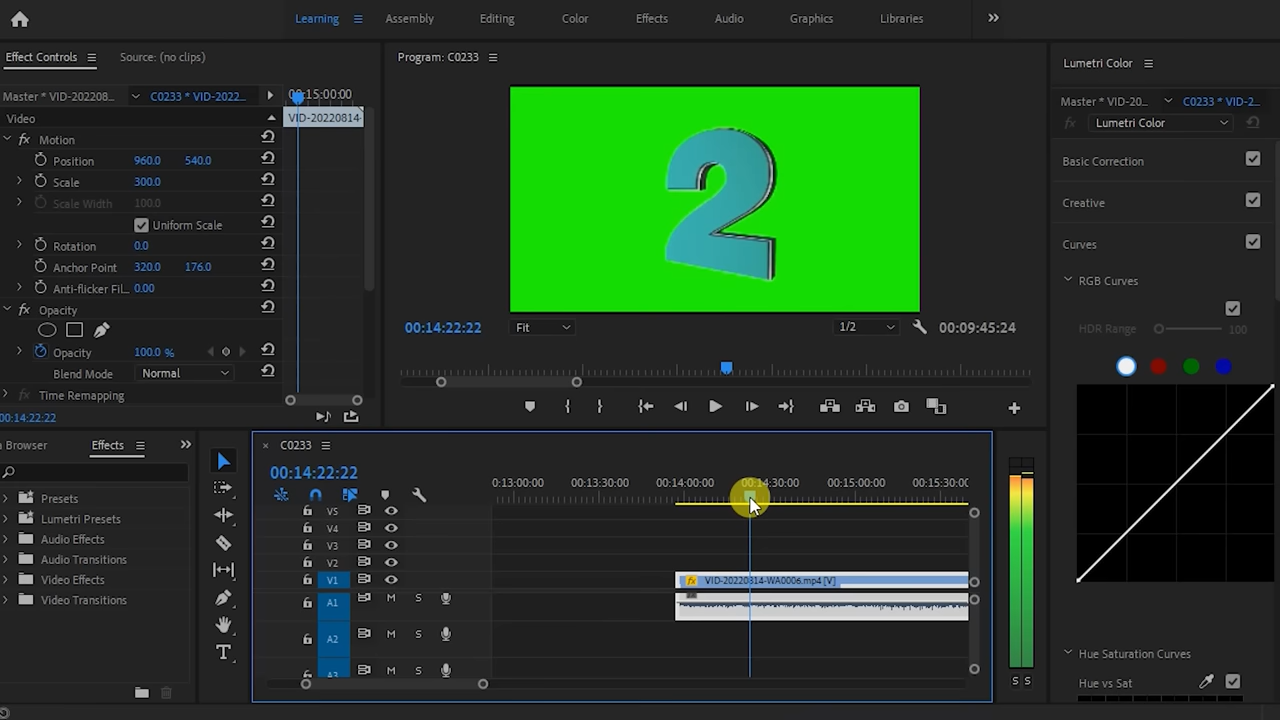 Learning Assembly Editing Color Effects Audio Graphics Libraries
Effect Controls Source: (no clips)
Program: C0233
Lumetri Color
Master * VID-202208... C0233 * VID-2022...
15:00:00
Master * VID-20... C0233 * VID-2...
Video
VID-20220814-
fx Lumetri Color
fx Motion
Position 960.0 540.0
Scale 300.0
Scale Width 100.0
Uniform Scale
Rotation 0.0
Anchor Point 320.0 176.0
Anti-flicker Fil... 0.00
fx Opacity
Opacity 100.0 %
Blend Mode Normal
Time Remapping
00:14:22:22
2
00:14:22:22 Fit 1/2 00:09:45:24
Basic Correction
Creative
Curves
RGB Curves
HDR Range 100
Hue Saturation Curves
Hue vs Sat
a Browser Effects
Presets
Lumetri Presets
Audio Effects
Audio Transitions
Video Effects
Video Transitions
T
× C0233
00:14:22:22
0:13:00:00 00:13:30:00 00:14:00:00 00:14:30:00 00:15:00:00 00:15:30:0
V5
V4
V3
V2
V1 fx VID-20220814-WA0006.mp4 [V]
A1 M S
A2 M S
A3 M S
S S